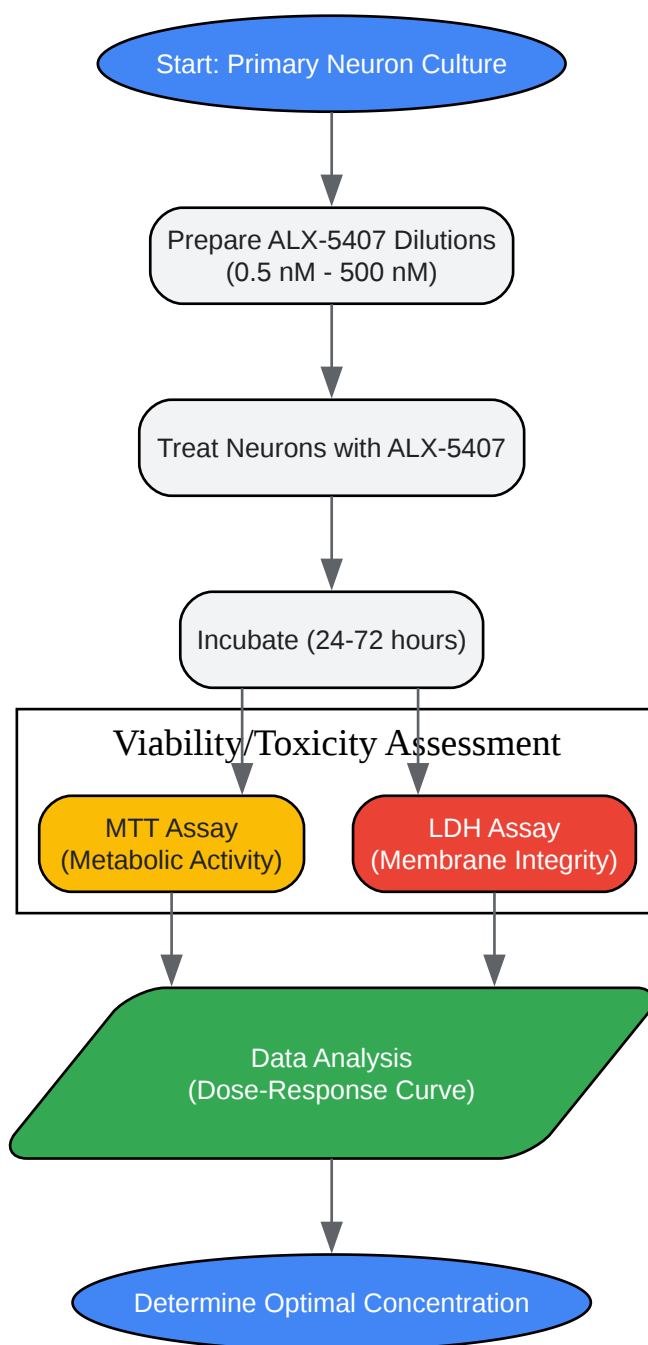 Start: Primary Neuron Culture
Prepare ALX-5407 Dilutions
(0.5 nM - 500 nM)
Treat Neurons with ALX-5407
Incubate (24-72 hours)
Viability/Toxicity Assessment
MTT Assay
(Metabolic Activity)
LDH Assay
(Membrane Integrity)
Data Analysis
(Dose-Response Curve)
Determine Optimal Concentration